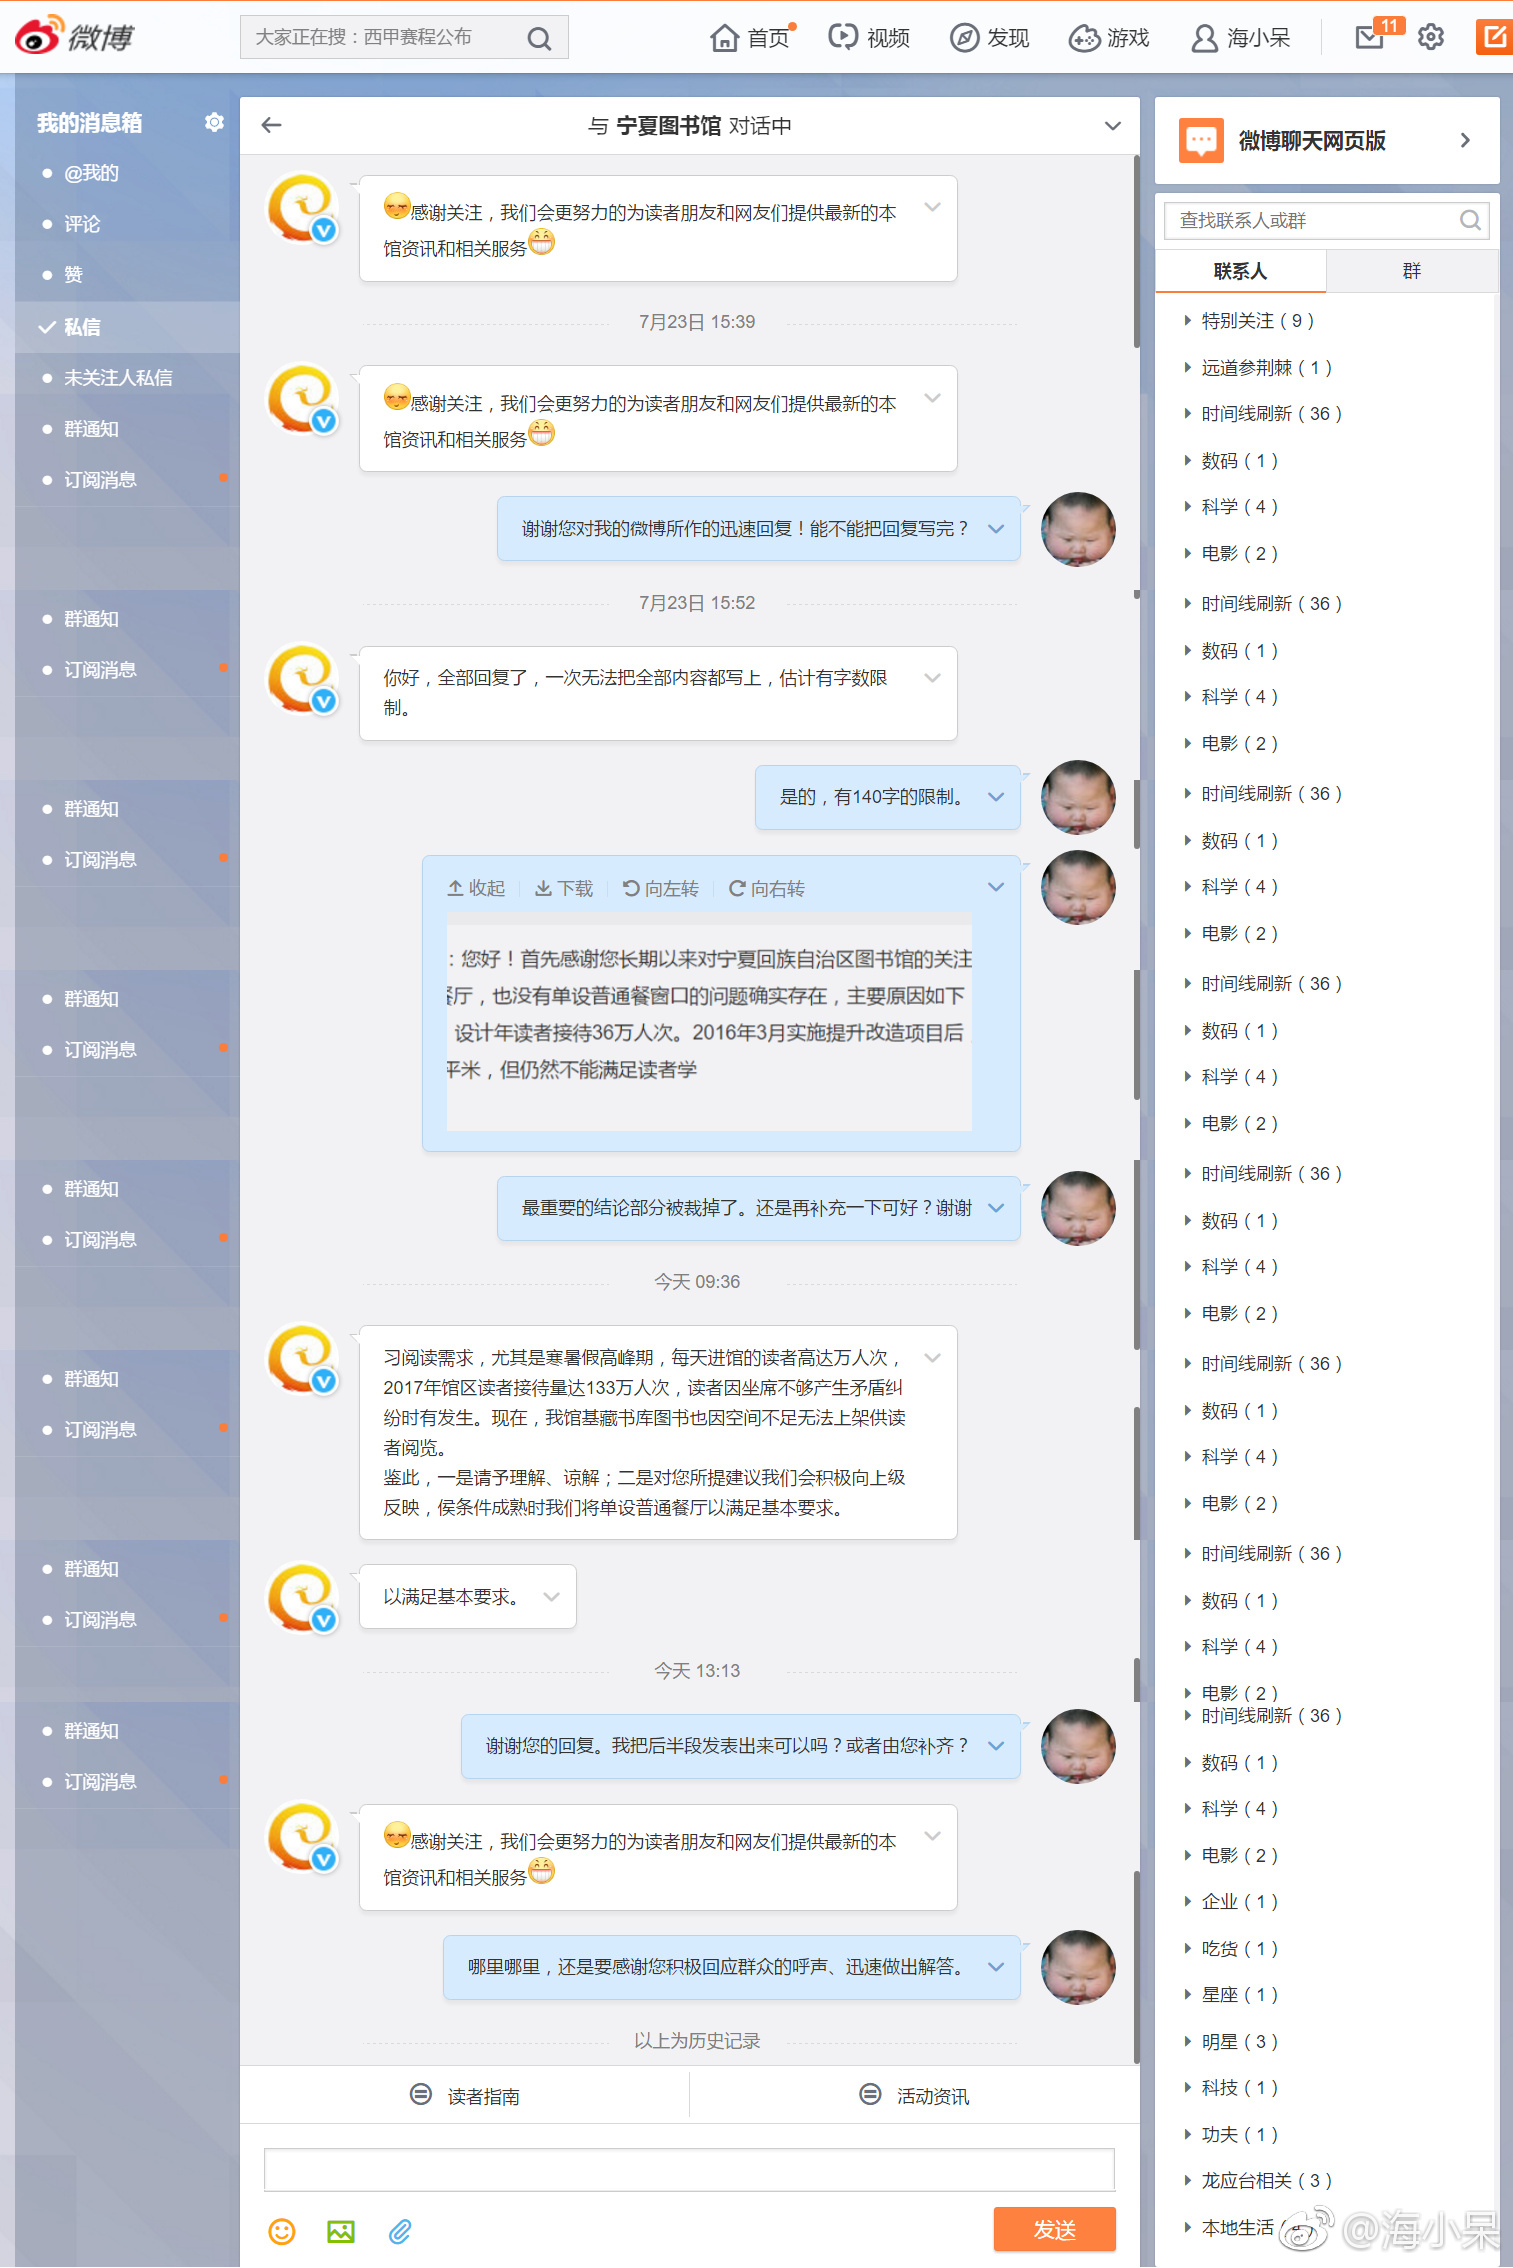 微博
大家正在搜：西甲赛程公布
首页
视频
发现
游戏
海小呆
11
我的消息箱
@我的
评论
赞
私信
未关注人私信
群通知
订阅消息
群通知
订阅消息
群通知
订阅消息
群通知
订阅消息
群通知
订阅消息
群通知
订阅消息
群通知
订阅消息
群通知
订阅消息
与 宁夏图书馆 对话中
感谢关注，我们会更努力的为读者朋友和网友们提供最新的本
馆资讯和相关服务
7月23日 15:39
感谢关注，我们会更努力的为读者朋友和网友们提供最新的本
馆资讯和相关服务
谢谢您对我的微博所作的迅速回复！能不能把回复写完？
7月23日 15:52
你好，全部回复了，一次无法把全部内容都写上，估计有字数限
制。
是的，有140字的限制。
收起
下载
向左转
向右转
：您好！首先感谢您长期以来对宁夏回族自治区图书馆的关注
餐厅，也没有单设普通餐窗口的问题确实存在，主要原因如下
设计年读者接待36万人次。2016年3月实施提升改造项目后，
平米，但仍然不能满足读者学
最重要的结论部分被裁掉了。还是再补充一下可好？谢谢
今天 09:36
习阅读需求，尤其是寒暑假高峰期，每天进馆的读者高达万人次，
2017年馆区读者接待量达133万人次，读者因坐席不够产生矛盾纠
纷时有发生。现在，我馆基藏书库图书也因空间不足无法上架供读
者阅览。
鉴此，一是请予理解、谅解；二是对您所提建议我们会积极向上级
反映，侯条件成熟时我们将单设普通餐厅以满足基本要求。
以满足基本要求。
今天 13:13
谢谢您的回复。我把后半段发表出来可以吗？或者由您补齐？
感谢关注，我们会更努力的为读者朋友和网友们提供最新的本
馆资讯和相关服务
哪里哪里，还是要感谢您积极回应群众的呼声、迅速做出解答。
以上为历史记录
读者指南
活动资讯
发送
微博聊天网页版
查找联系人或群
联系人
群
特别关注（9）
远道参荆棘（1）
时间线刷新（36）
数码（1）
科学（4）
电影（2）
时间线刷新（36）
数码（1）
科学（4）
电影（2）
时间线刷新（36）
数码（1）
科学（4）
电影（2）
时间线刷新（36）
数码（1）
科学（4）
电影（2）
时间线刷新（36）
数码（1）
科学（4）
电影（2）
时间线刷新（36）
数码（1）
科学（4）
电影（2）
时间线刷新（36）
数码（1）
科学（4）
电影（2）
时间线刷新（36）
数码（1）
科学（4）
电影（2）
企业（1）
吃货（1）
星座（1）
明星（3）
科技（1）
功夫（1）
龙应台相关（3）
本地生活
@海小呆